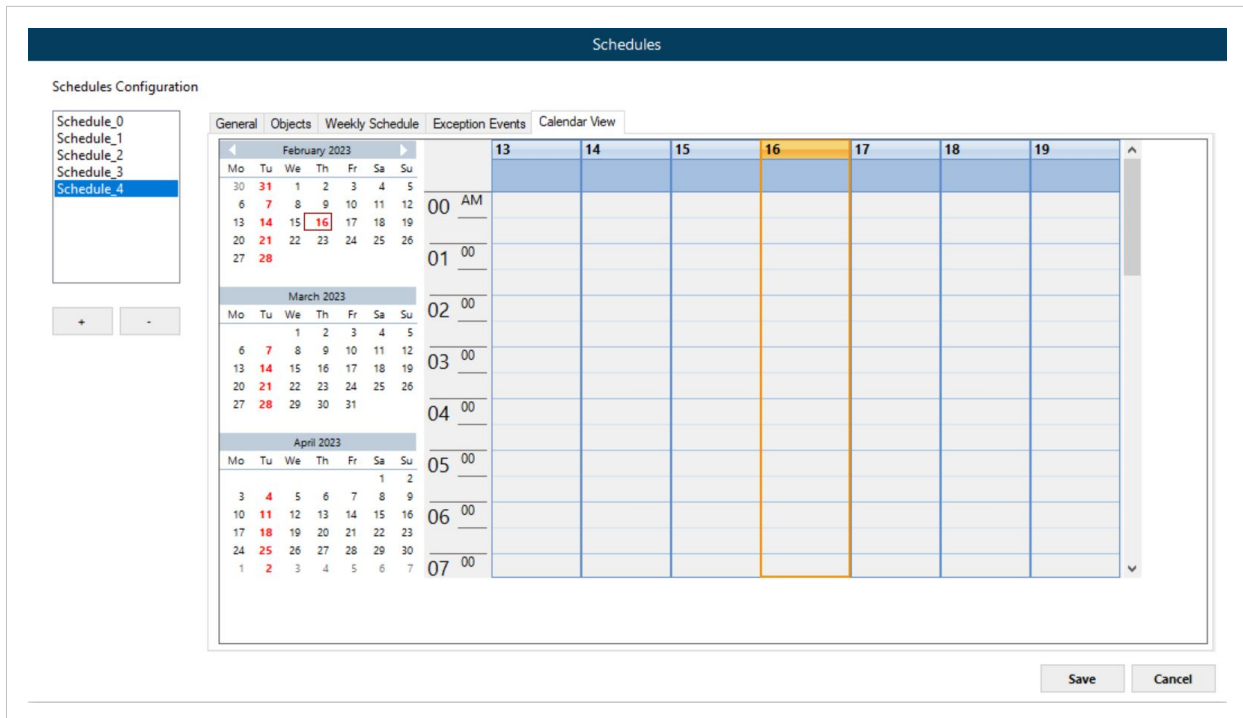 Schedules
Schedules Configuration
Schedule_0
Schedule_1
Schedule_2
Schedule_3
Schedule_4
+ -
General Objects Weekly Schedule Exception Events Calendar View
February 2023
Mo Tu We Th Fr Sa Su
30 31 1 2 3 4 5
6 7 8 9 10 11 12
13 14 15 16 17 18 19
20 21 22 23 24 25 26
27 28
March 2023
Mo Tu We Th Fr Sa Su
1 2 3 4 5
6 7 8 9 10 11 12
13 14 15 16 17 18 19
20 21 22 23 24 25 26
27 28 29 30 31
April 2023
Mo Tu We Th Fr Sa Su
1 2
3 4 5 6 7 8 9
10 11 12 13 14 15 16
17 18 19 20 21 22 23
24 25 26 27 28 29 30
1 2 3 4 5 6 7
13 14 15 16 17 18 19
00 AM
01 00
02 00
03 00
04 00
05 00
06 00
07 00
Save Cancel